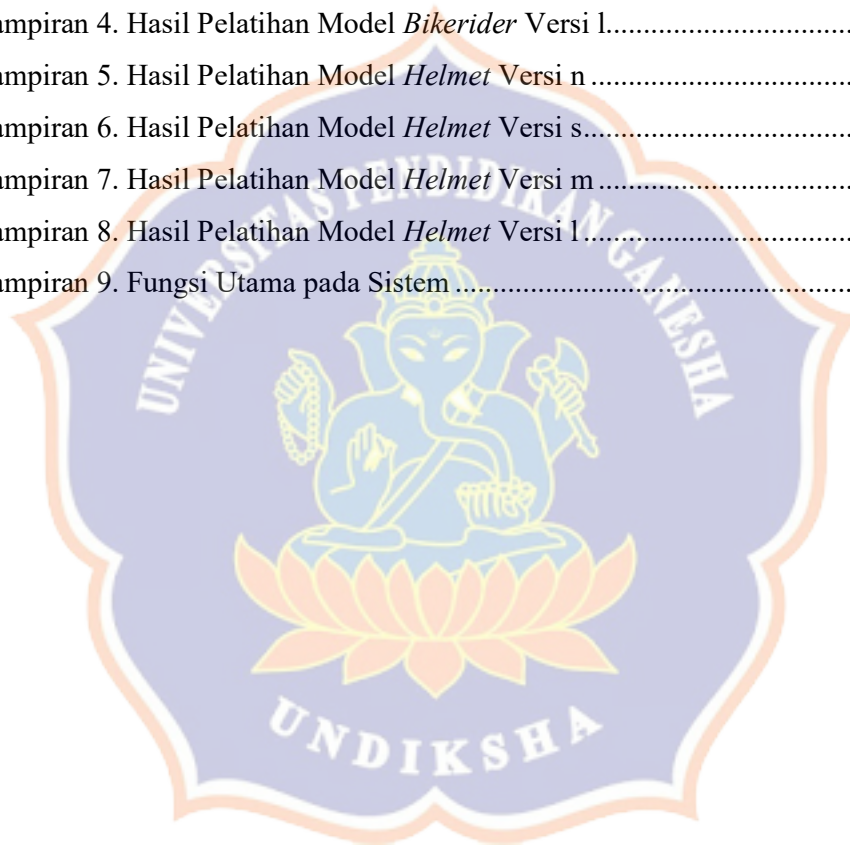 ampiran 4. Hasil Pelatihan Model Bikerider Versi l....................................
ampiran 5. Hasil Pelatihan Model Helmet Versi n.....................................
ampiran 6. Hasil Pelatihan Model Helmet Versi s......................................
ampiran 7. Hasil Pelatihan Model Helmet Versi m....................................
ampiran 8. Hasil Pelatihan Model Helmet Versi l......................................
ampiran 9. Fungsi Utama pada Sistem.......................................................
UNIVERSITAS PENDIDIKAN GANESHA
UNDIKSHA